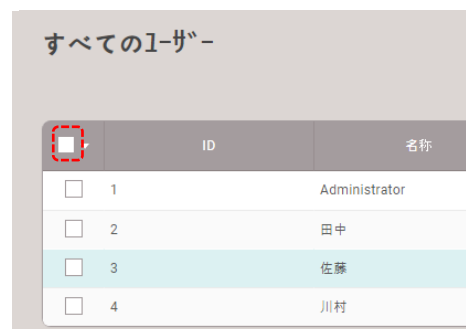 すべてのﾕｰｻﾞｰ
ID 名称
1 Administrator
2 田中
3 佐藤
4 川村